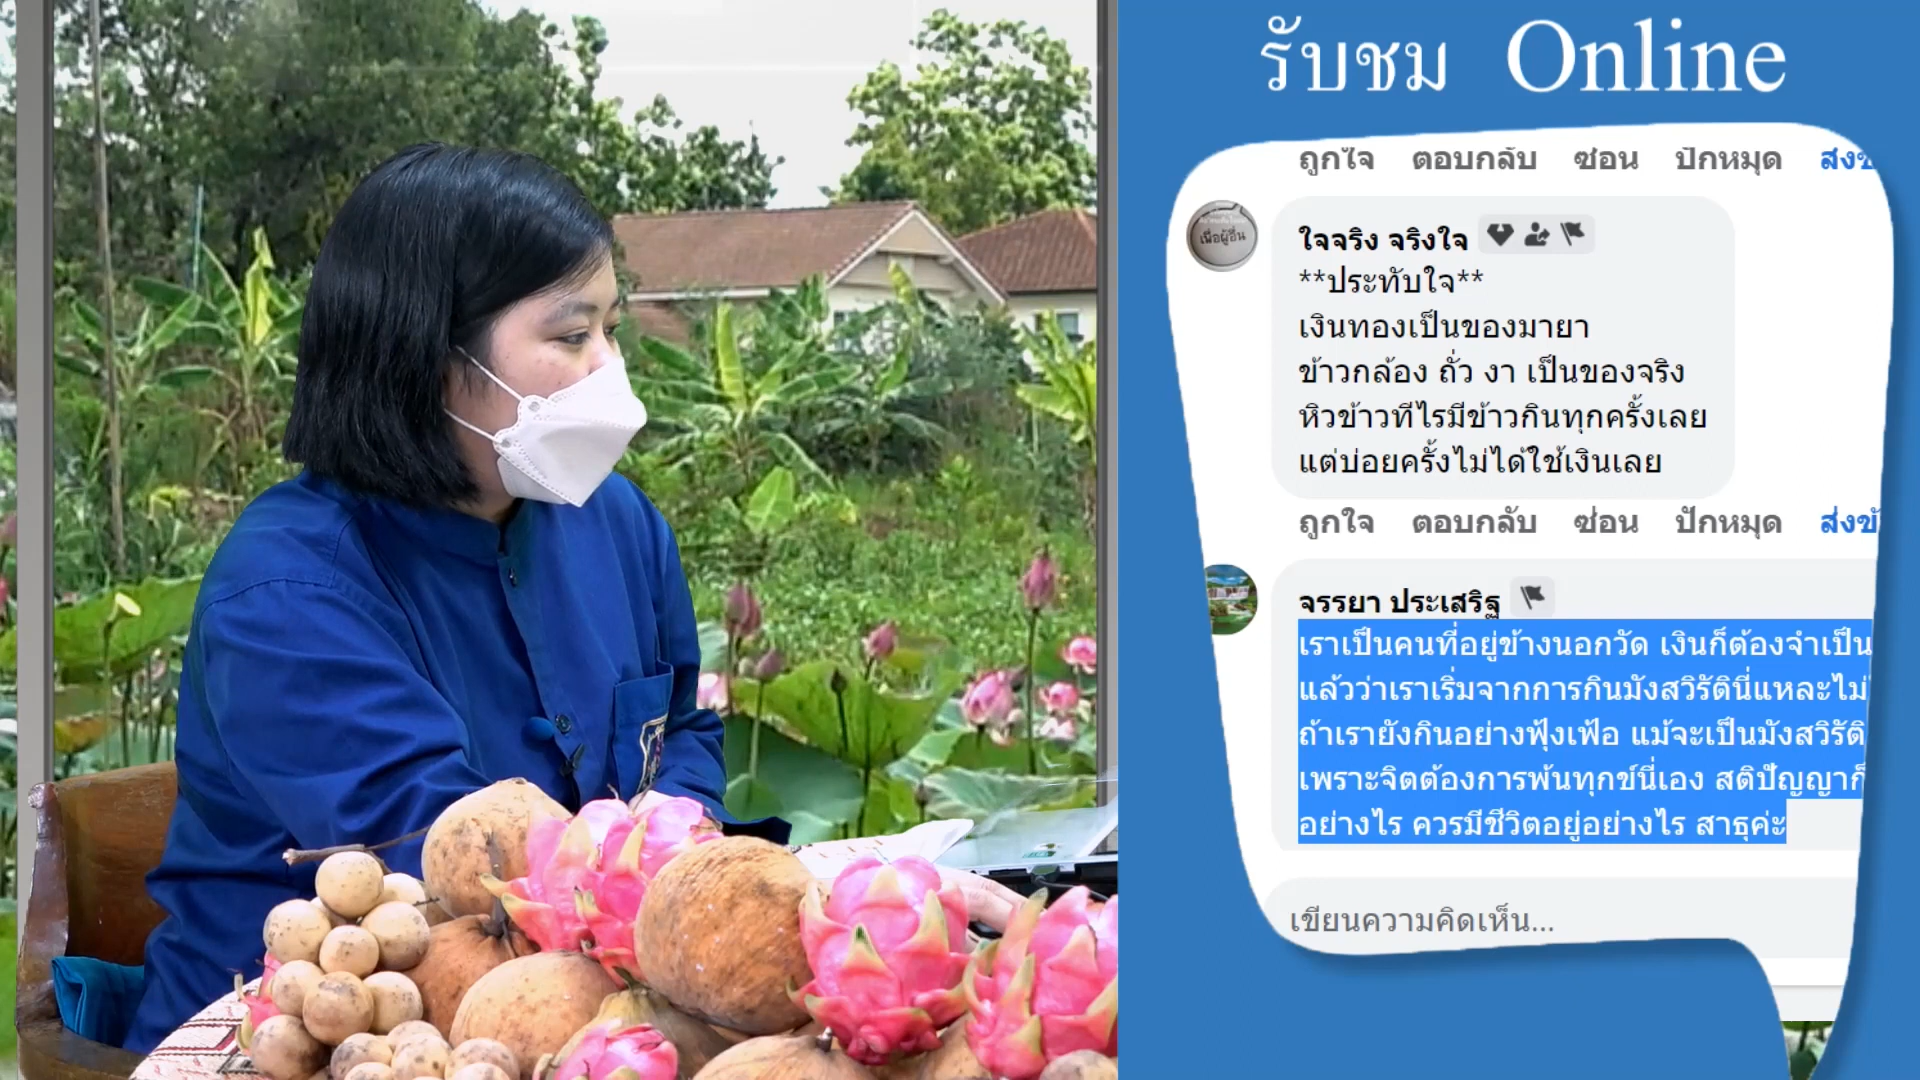 รับชม Online
ถูกใจ ตอบกลับ ซ่อน ปักหมุด
เพื่อผู้อื่น
ใจจริง จริงใจ
**ประทับใจ**
เงินทองเป็นของมายา
ข้าวกล้อง ถั่ว งา เป็นของจริง
หิวข้าวทีไรมีข้าวกินทุกครั้งเลย
แต่บ่อยครั้งไม่ได้ใช้เงินเลย
ถูกใจ ตอบกลับ ซ่อน ปักหมุด
จรรยา ประเสริฐ
เราเป็นคนที่อยู่ข้างนอกวัด เงินก็ต้องจำเป็น
แล้วว่าเราเริ่มจากการกินมังสวิรัตินี่แหละไม่
ถ้าเรายังกินอย่างฟุ้งเฟ้อ แม้จะเป็นมังสวิรัติ
เพราะจิตต้องการพ้นทุกข์นี่เอง สติปัญญาก็
อย่างไร ควรมีชีวิตอยู่อย่างไร สาธุค่ะ
เขียนความคิดเห็น...